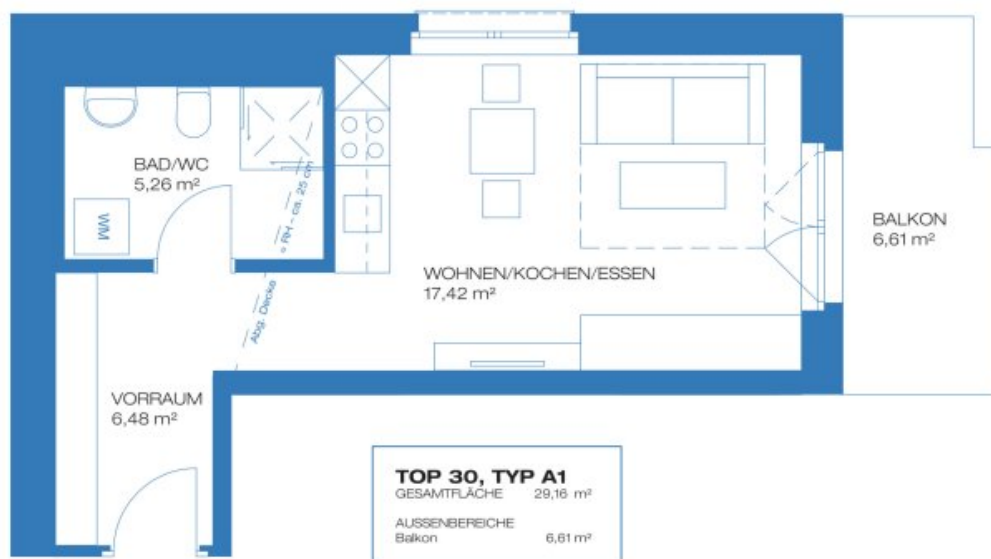 BAD/WC
5,26 m²
WM
= RH - ca. 25 cm
Abg. Decke
WOHNEN/KOCHEN/ESSEN
17,42 m²
BALKON
6,61 m²
VORRAUM
6,48 m²
TOP 30, TYP A1
GESAMTFLÄCHE 29,16 m²
AUSSENBEREICHE
Balkon 6,61 m²